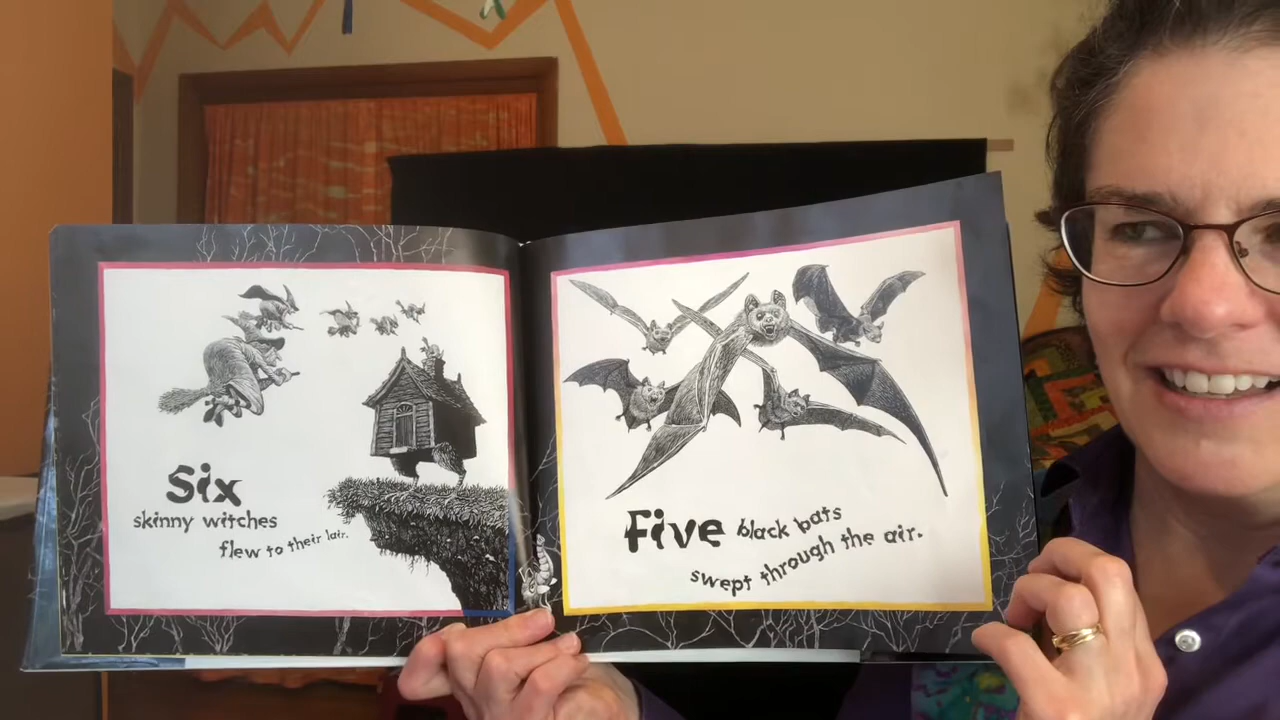 Six
skinny witches
flew to their lair.
Five black bats
swept through the air.